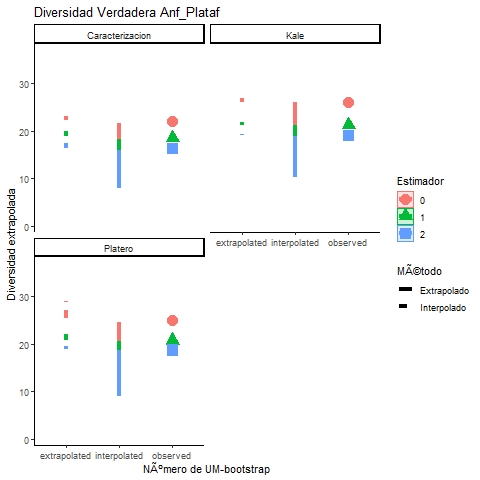 Diversidad Verdadera Anf_Plataf
Caracterizacion
Kale
30
20
10
0
extrapolated interpolated observed
Platero
30
20
10
0
extrapolated interpolated observed
Diversidad extrapolada
NÃºmero de UM-bootstrap
Estimador
0
1
2
MÃ©todo
Extrapolado
Interpolado